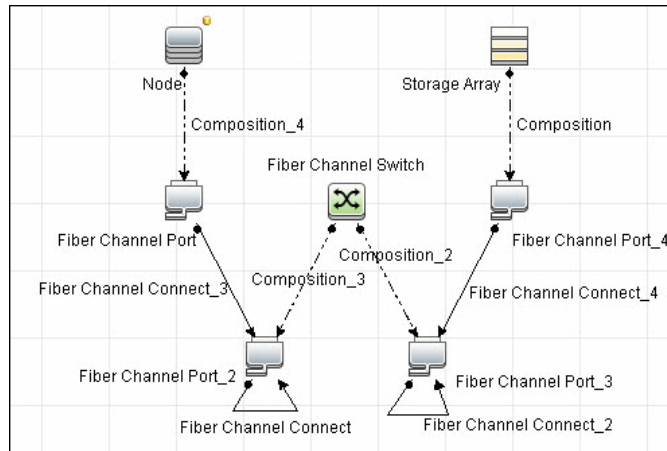 Node
Storage Array
Composition_4
Composition
Fiber Channel Switch
Fiber Channel Port
Fiber Channel Port_4
Composition_2
Composition_3
Fiber Channel Connect_3
Fiber Channel Connect_4
Fiber Channel Port_2
Fiber Channel Port_3
Fiber Channel Connect
Fiber Channel Connect_2